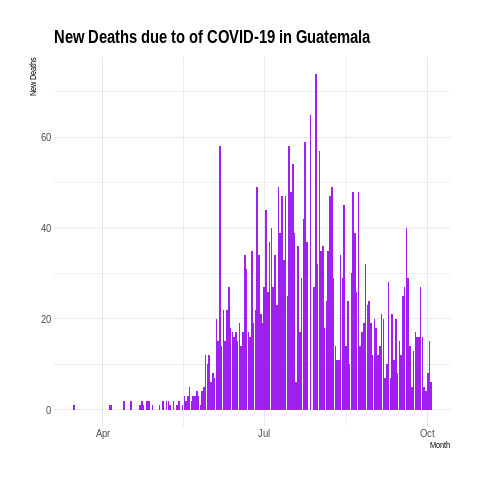 New Deaths due to of COVID-19 in Guatemala
New Deaths
60
40
20
0
Apr
Jul
Oct
Month